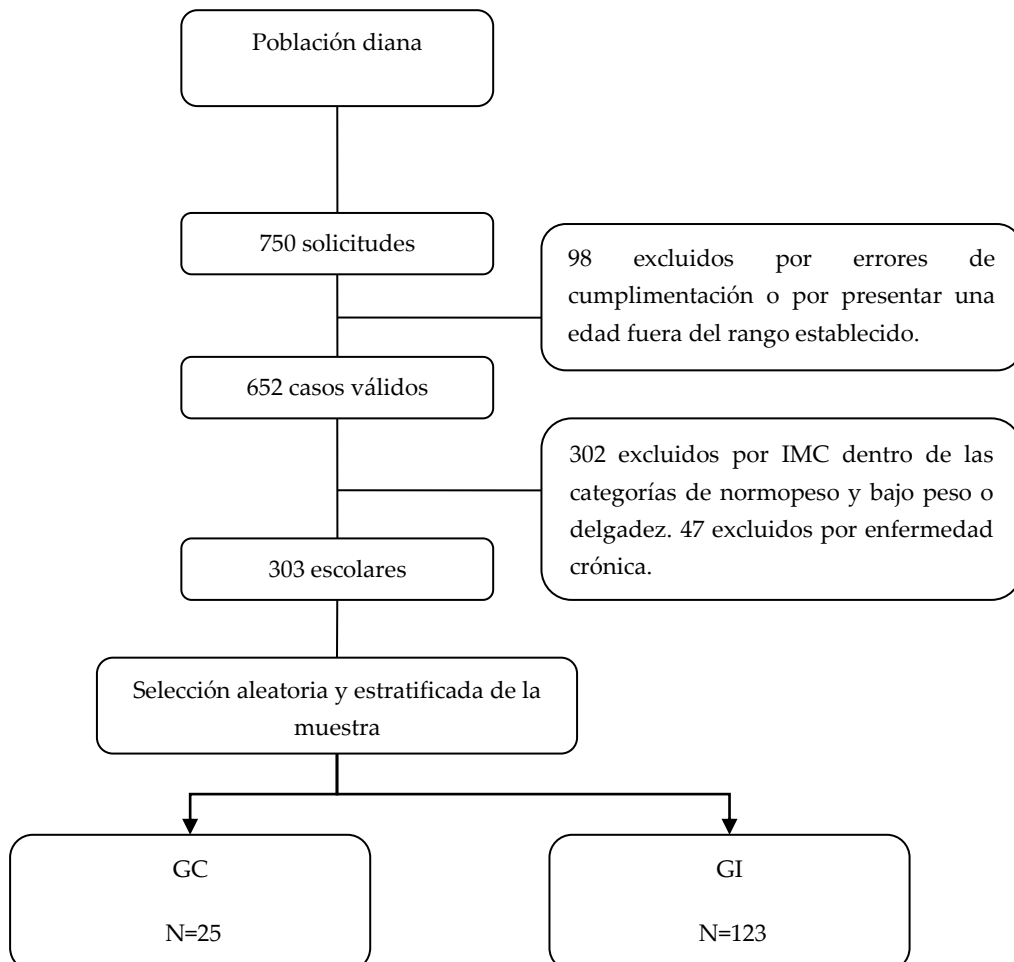 Población diana
750 solicitudes
98 excluidos por errores de
cumplimentación o por presentar una
edad fuera del rango establecido.
652 casos válidos
302 excluidos por IMC dentro de las
categorías de normopeso y bajo peso o
delgadez. 47 excluidos por enfermedad
crónica.
303 escolares
Selección aleatoria y estratificada de la
muestra
GC
N=25
GI
N=123